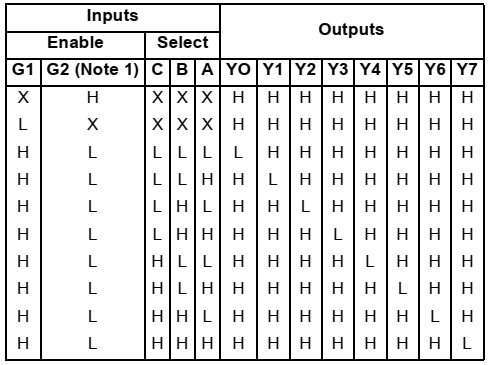 Inputs
Outputs
Enable Select
G1 G2 (Note 1) C B A YO Y1 Y2 Y3 Y4 Y5 Y6 Y7
X H X X X H H H H H H H H
L X X X X H H H H H H H H
H L L L L L H H H H H H H
H L L L H H L H H H H H H
H L L H L H H L H H H H H
H L L H H H H H L H H H H
H L H L L H H H H L H H H
H L H L H H H H H H L H H
H L H H L H H H H H H L H
H L H H H H H H H H H H L